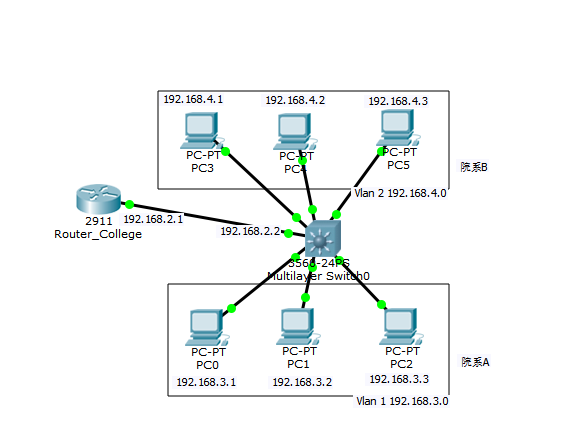 192.168.4.1
192.168.4.2
192.168.4.3
PC-PT
PC3
PC-PT
PC4
PC-PT
PC5
院系B
Vlan 2 192.168.4.0
2911
Router_College
192.168.2.1
192.168.2.2
3560-24PS
Multilayer Switch0
PC-PT
PC0
PC-PT
PC1
PC-PT
PC2
192.168.3.1
192.168.3.2
192.168.3.3
院系A
Vlan 1 192.168.3.0